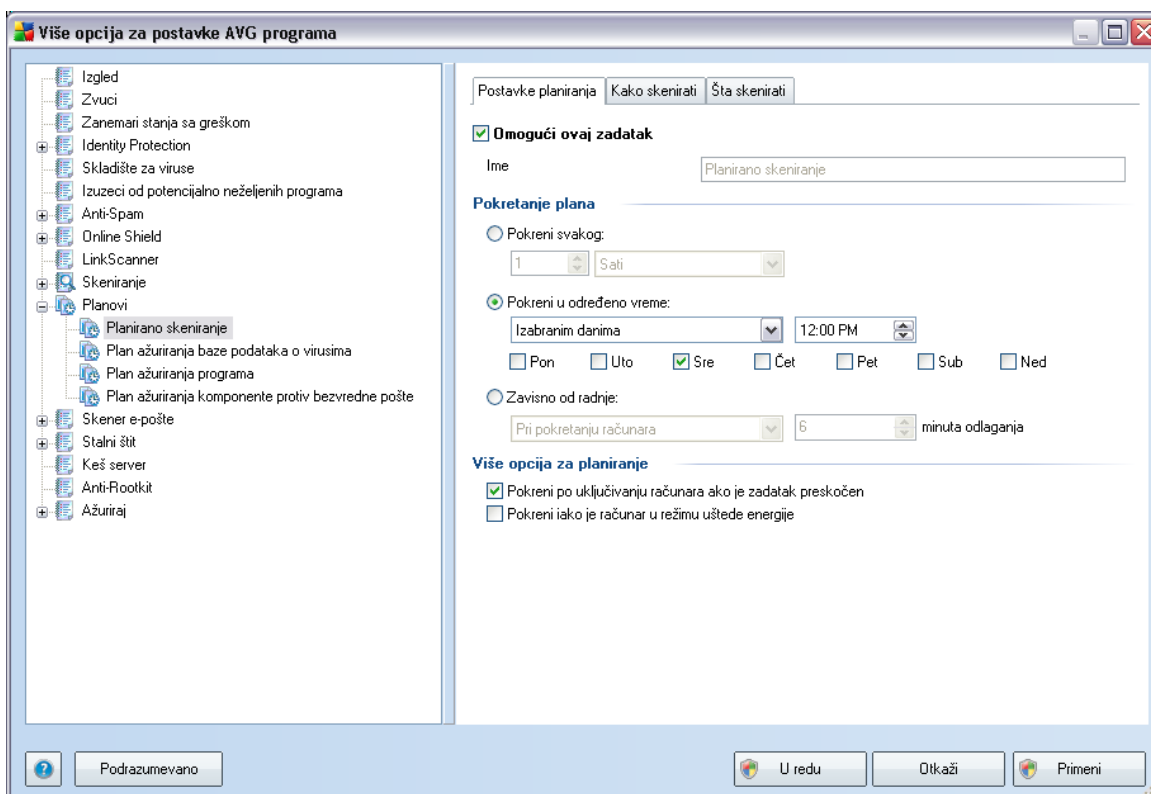 Više opcija za postavke AVG programa
Izgled
Zvuci
Zanemari stanja sa greškom
Identity Protection
Skladište za viruse
Izuzeci od potencijalno neželjenih programa
Anti-Spam
Online Shield
LinkScanner
Skeniranje
Planovi
Planirano skeniranje
Plan ažuriranja baze podataka o virusima
Plan ažuriranja programa
Plan ažuriranja komponente protiv bezvredne pošte
Skener e-pošte
Stalni štit
Keš server
Anti-Rootkit
Ažuriraj
Postavke planiranja Kako skenirati Šta skenirati
Omogući ovaj zadatak
Ime Planirano skeniranje
Pokretanje plana
Pokreni svakog:
1 Sati
Pokreni u određeno vreme:
Izabranim danima 12:00 PM
Pon Uto Sre Čet Pet Sub Ned
Zavisno od radnje:
Pri pokretanju računara 6 minuta odlaganja
Više opcija za planiranje
Pokreni po uključivanju računara ako je zadatak preskočen
Pokreni iako je računar u režimu uštede energije
Podrazumevano U redu Otkaži Primeni